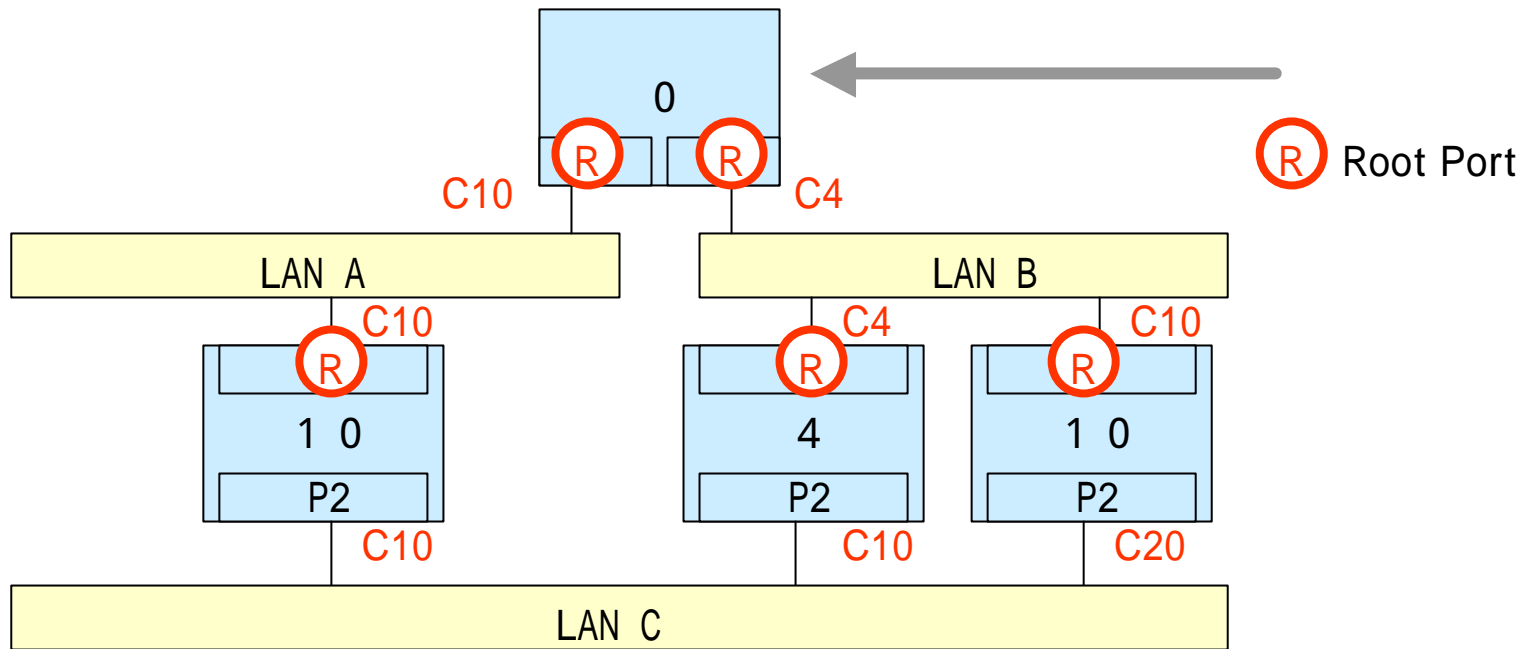 0
R R
R Root Port
C10 C4
LAN A LAN B
C10 C4 C10
R R R
1 0 4 1 0
P2 P2 P2
C10 C10 C20
LAN C